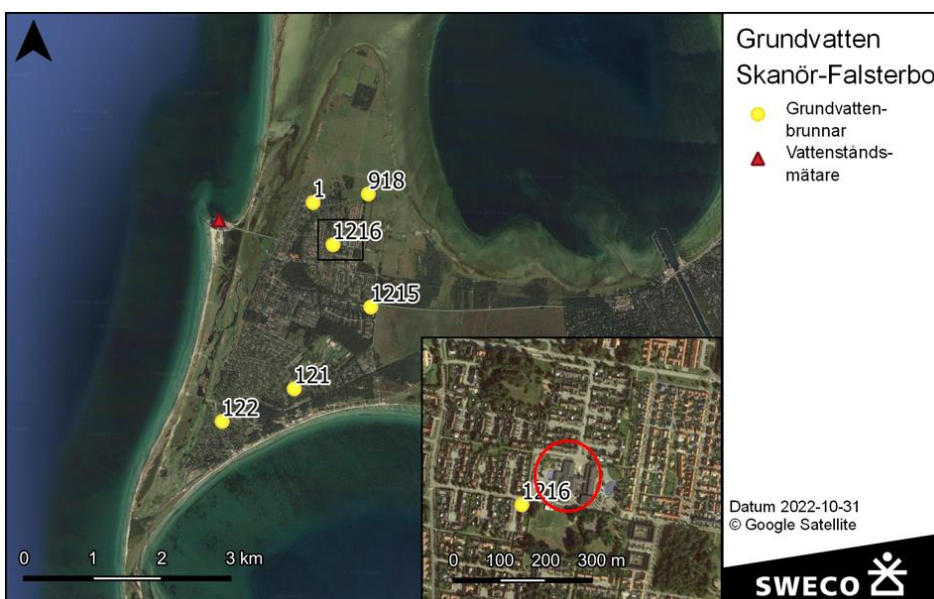 Grundvatten
Skanör-Falsterbo
Grundvatten-
brunnar
Vattenstånds-
mätare
1
918
1216
1215
121
122
1216
0 1 2 3 km
0 100 200 300 m
Datum 2022-10-31
© Google Satellite
SWECO